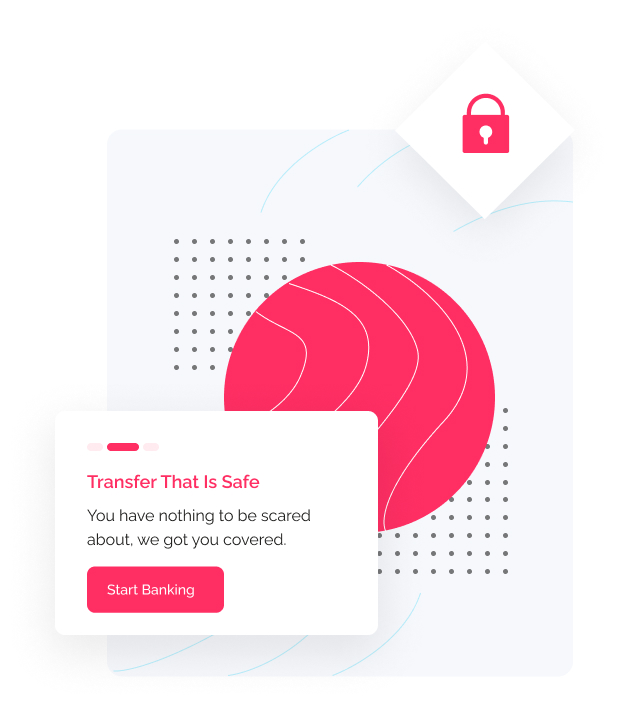 Transfer That Is Safe
You have nothing to be scared
about, we got you covered.
Start Banking